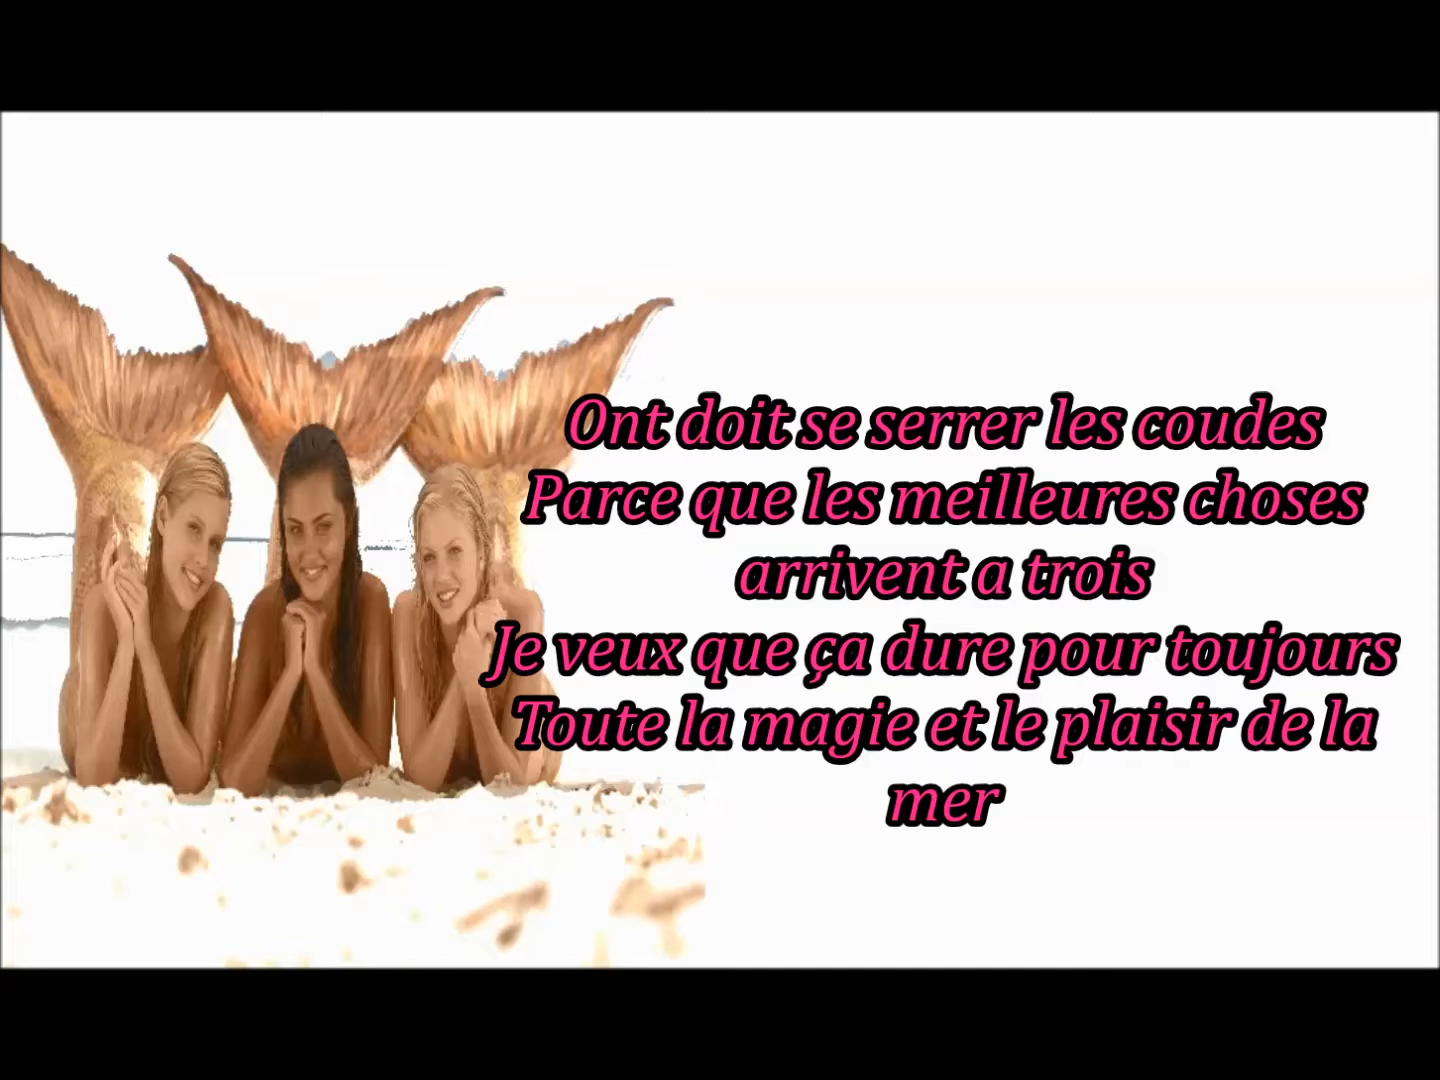 Ont doit se serrer les coudes
Parce que les meilleures choses
arrivent a trois
Je veux que ça dure pour toujours
Toute la magie et le plaisir de la
mer